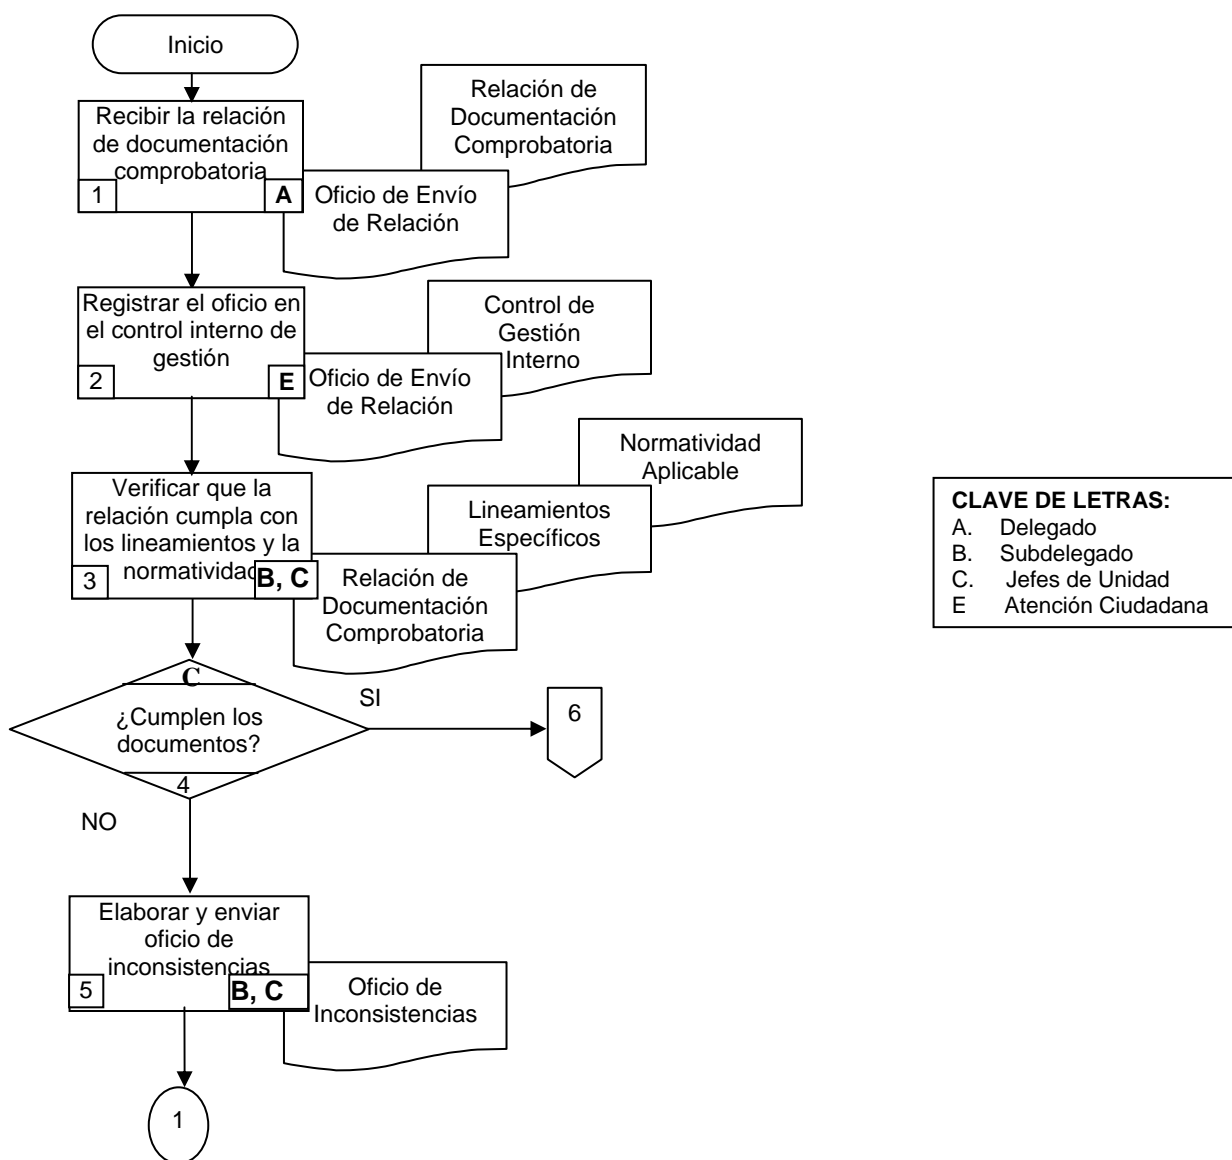 Inicio
Recibir la relación
de documentación
comprobatoria
1
A
Relación de
Documentación
Comprobatoria
Oficio de Envío
de Relación
Registrar el oficio en
el control interno de
gestión
2
E
Control de
Gestión
Interno
Oficio de Envío
de Relación
Verificar que la
relación cumpla con
los lineamientos y la
normatividad
3
B, C
Normatividad
Aplicable
Lineamientos
Específicos
Relación de
Documentación
Comprobatoria
C
¿Cumplen los
documentos?
4
SI
6
NO
Elaborar y enviar
oficio de
inconsistencias
5
B, C
Oficio de
Inconsistencias
1
CLAVE DE LETRAS:
A. Delegado
B. Subdelegado
C. Jefes de Unidad
E Atención Ciudadana